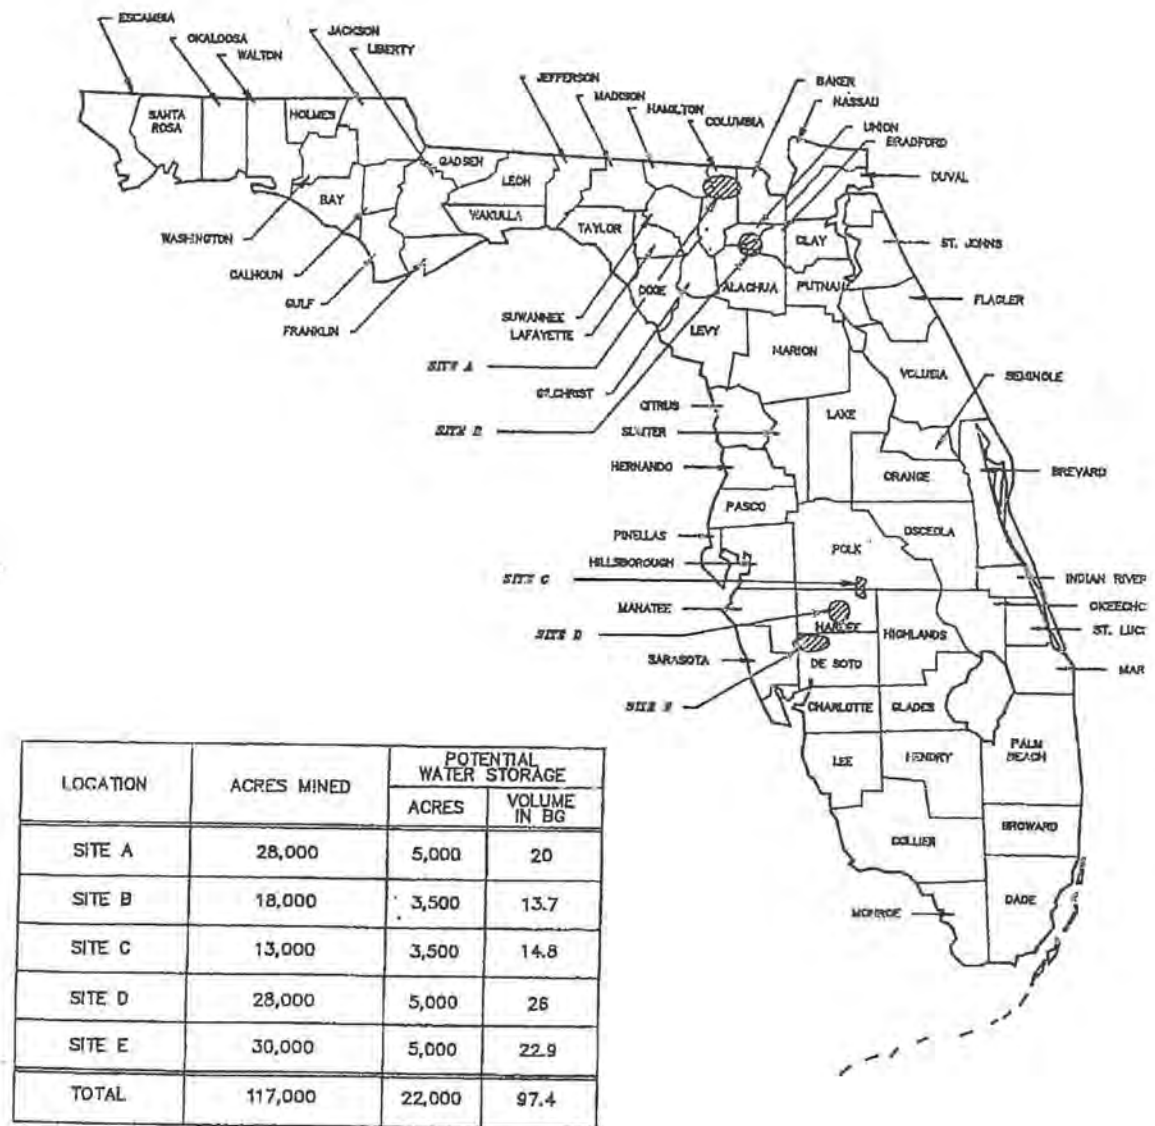 ESCAMBIA
OKALOOSA
WALTON
JACKSON
LIBERTY
JEFFERSON
MADISON
HAMILTON
COLUMBIA
BAKER
NASSAU
UNION
BRADFORD
DUVAL
SANTA
ROSA
HOLMES
GADSEN
LEON
BAY
WAKULLA
TAYLOR
CLAY
WASHINGTON
ST. JOHNS
CALHOUN
DIXIE
ALACHUA
PUTNAM
GULF
FLAGLER
FRANKLIN
SUWANNEE
LAFAYETTE
LEVY
MARION
SITE A
VOLUSIA
SEMINOLE
GILCHRIST
CITRUS
LAKE
SITE B
SUMTER
HERNANDO
ORANGE
BREVARD
PASCO
OSCEOLA
PINELLAS
POLK
HILLSBOROUGH
SITE C
INDIAN RIVER
MANATEE
OKEECHO
HARDEE
SITE D
HIGHLANDS
ST. LUCI
SARASOTA
DE SOTO
MAR
SITE E
CHARLOTTE
GLADES
LEE
HENDRY
PALM
BEACH
COLLIER
BROWARD
DADE
MONROE
LOCATION
ACRES MINED
POTENTIAL
WATER STORAGE
ACRES
VOLUME
IN BG
SITE A 28,000 5,000 20
SITE B 18,000 3,500 13.7
SITE C 13,000 3,500 14.8
SITE D 28,000 5,000 26
SITE E 30,000 5,000 22.9
TOTAL 117,000 22,000 97.4